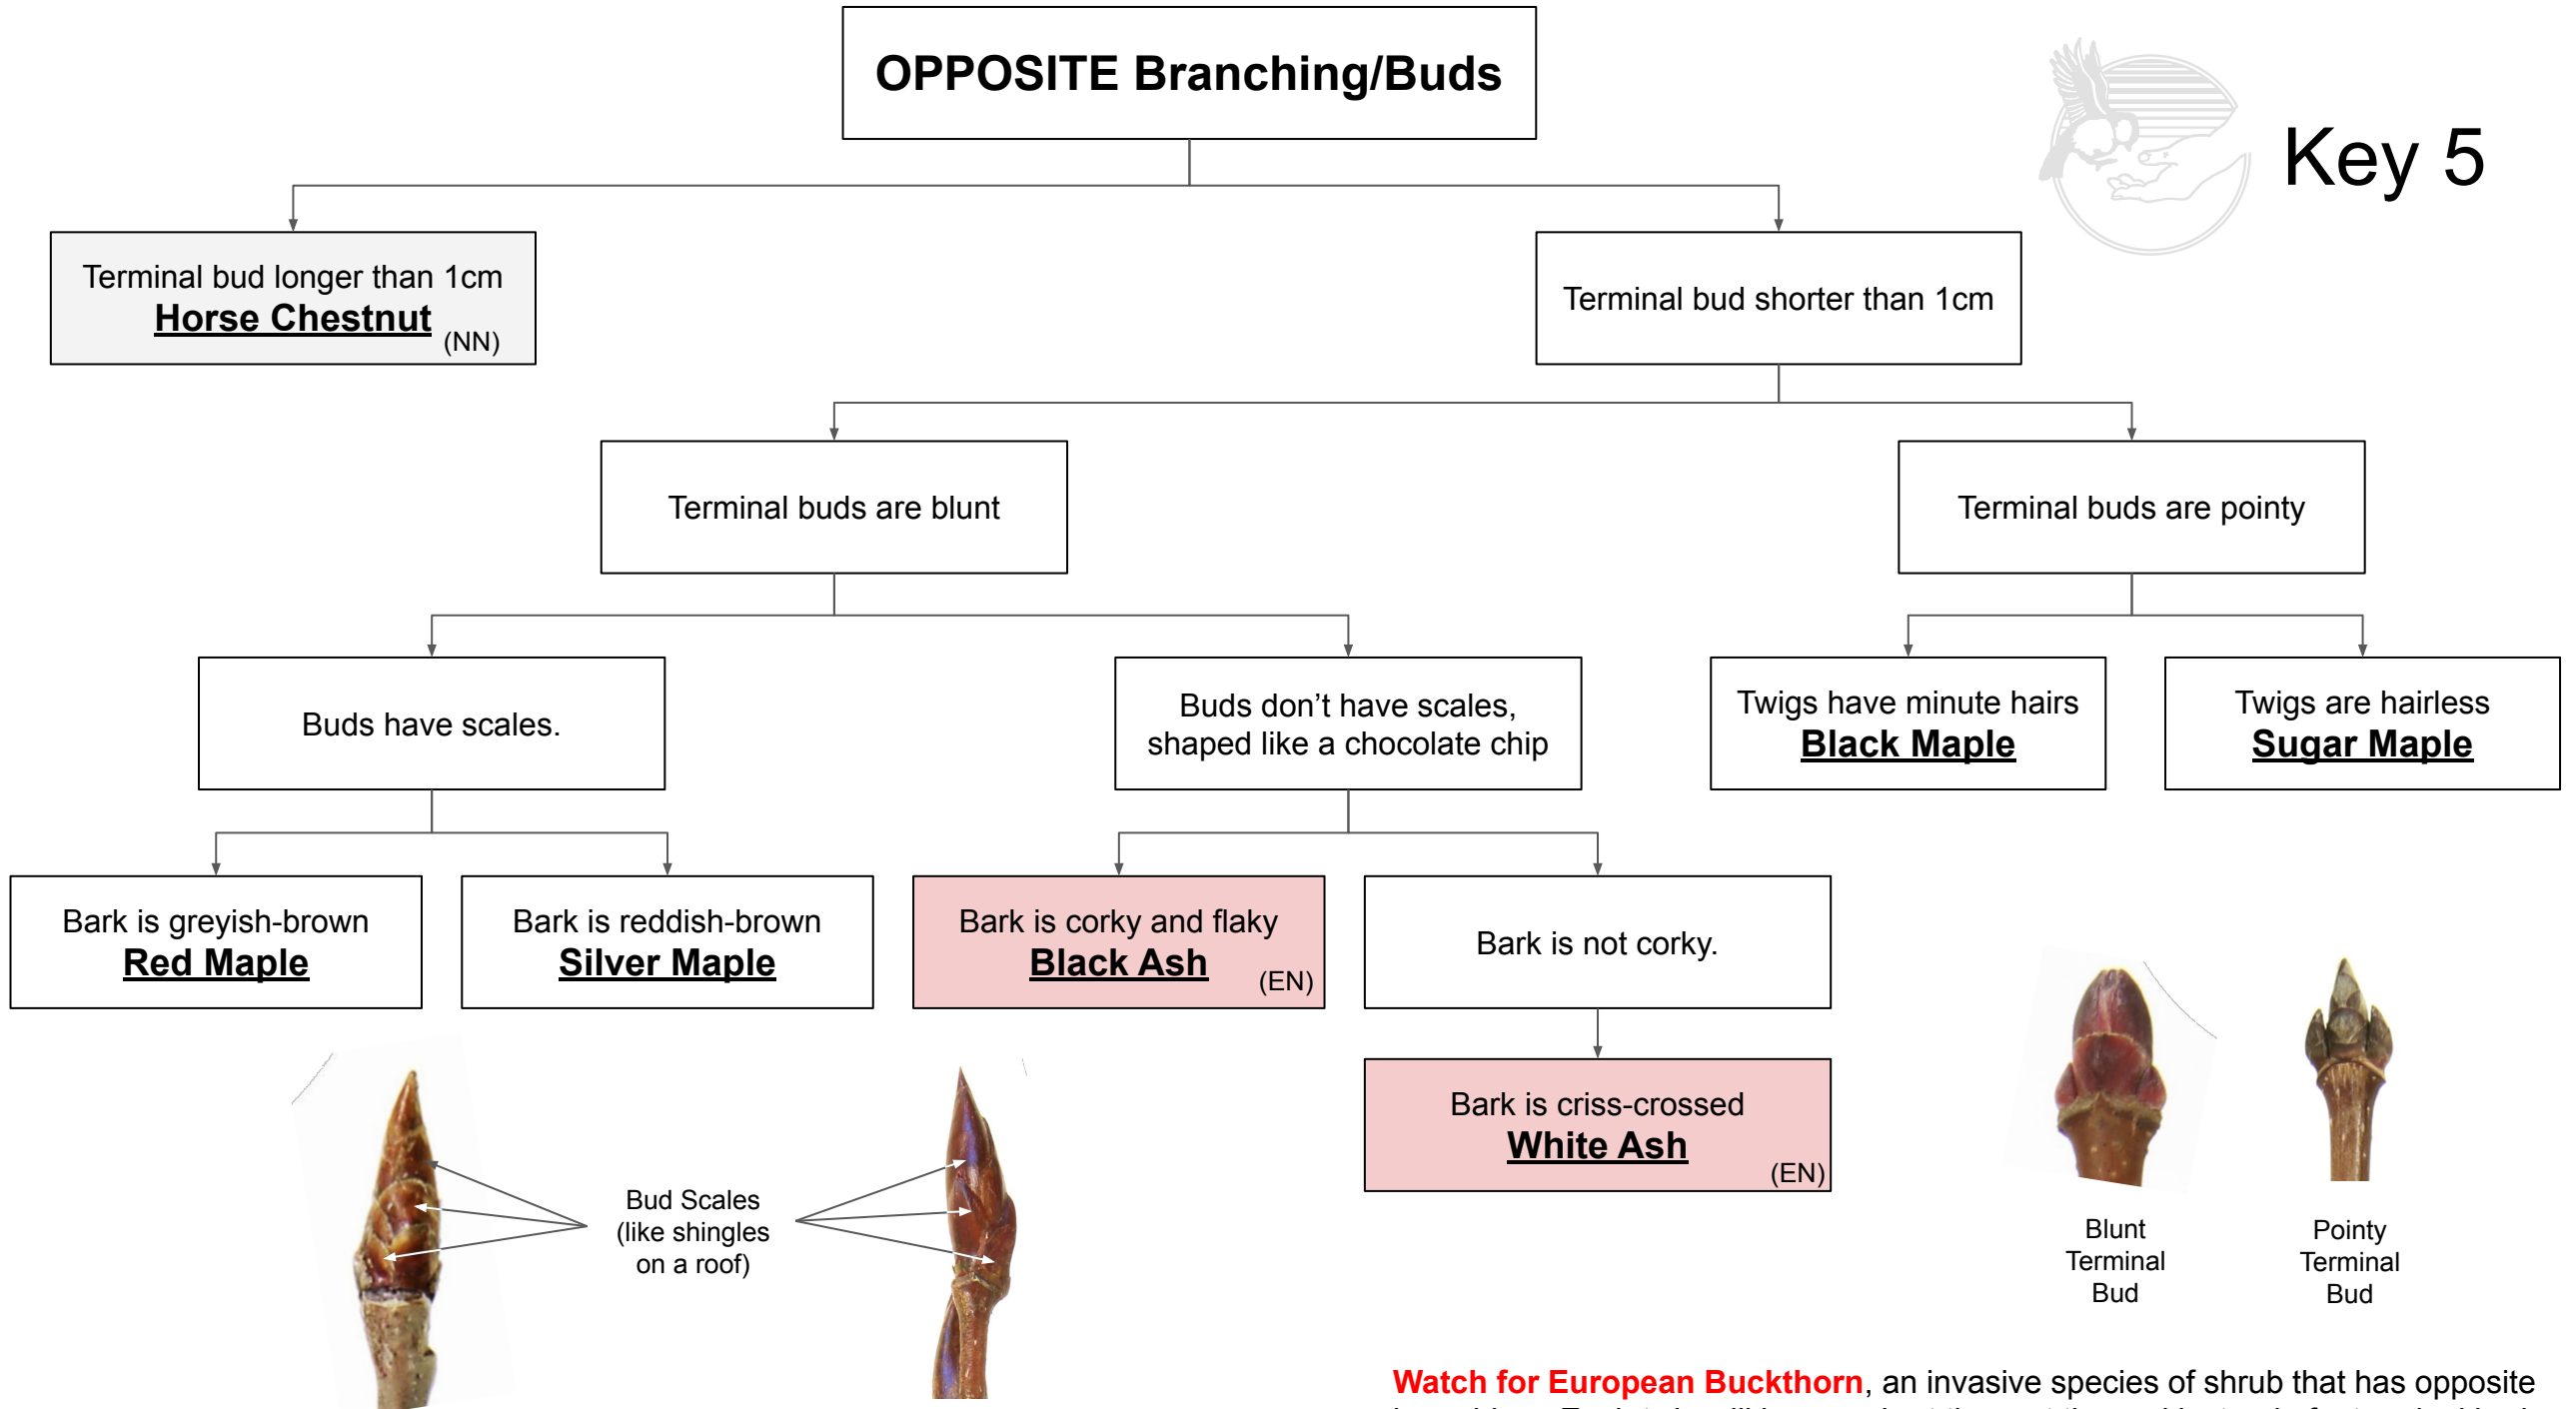 OPPOSITE Branching/Buds
Key 5
Terminal bud longer than 1cm
Horse Chestnut
(NN)
Terminal bud shorter than 1cm
Terminal buds are blunt
Terminal buds are pointy
Buds have scales.
Buds don’t have scales,
shaped like a chocolate chip
Twigs have minute hairs
Black Maple
Twigs are hairless
Sugar Maple
Bark is greyish-brown
Red Maple
Bark is reddish-brown
Silver Maple
Bark is corky and flaky
Black Ash
(EN)
Bark is not corky.
Bark is criss-crossed
White Ash
(EN)
Bud Scales
(like shingles
on a roof)
Blunt
Terminal
Bud
Pointy
Terminal
Bud
Watch for European Buckthorn, an invasive species of shrub that has opposite